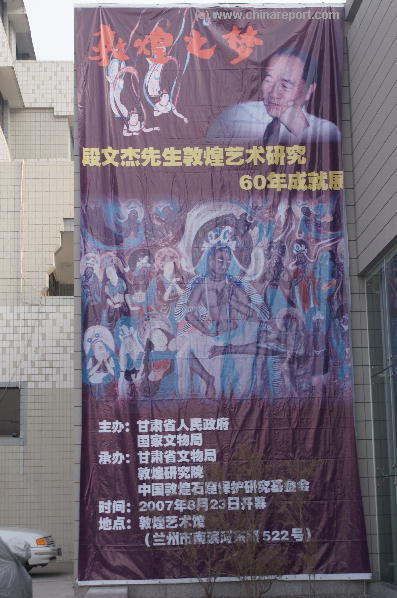 (c) www.chinareport.com
敦煌之梦
段文杰先生敦煌艺术研究
60年成就展
主办：甘肃省人民政府
国家文物局
承办：甘肃省文物局
敦煌研究院
中国敦煌石窟保护研究基金会
时间：2007年8月23日开幕
地点：敦煌艺术馆
（兰州市南滨河东路522号）